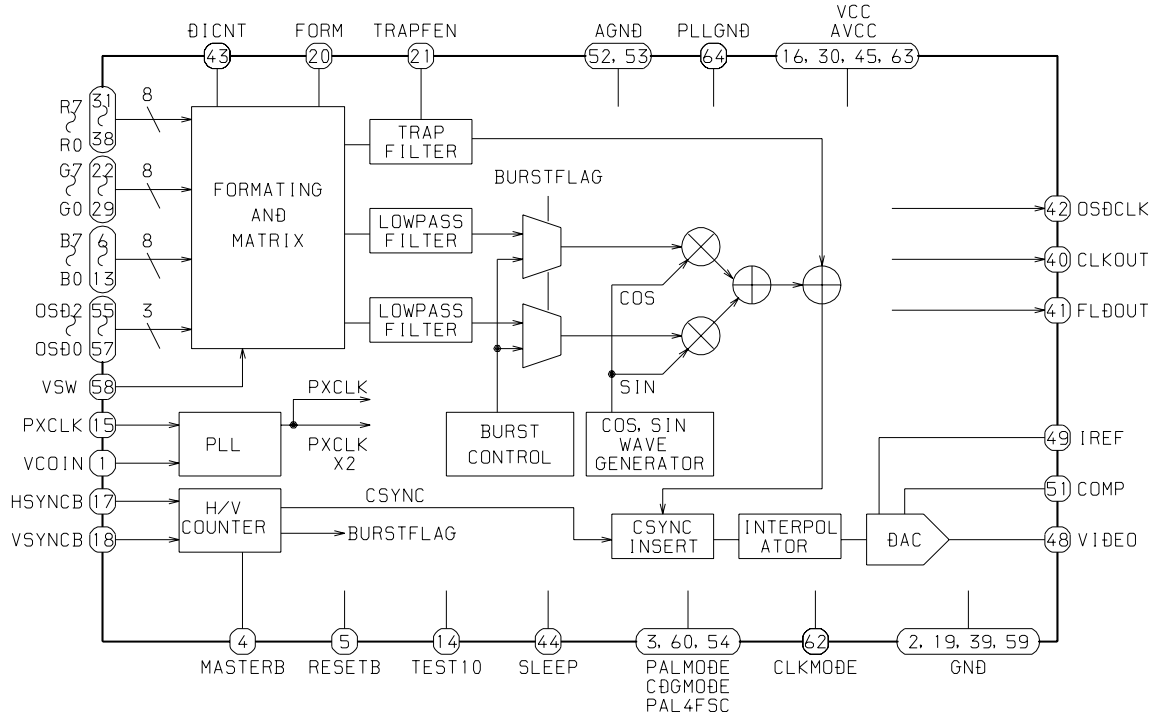 VCC
DICNT FORM TRAPFEN AGND PLLGND AVCC
43 20 21 52, 53 64 16, 30, 45, 63
R7 31 8
R0 38
TRAP
FILTER
G7 22 8
G0 29
FORMATING
AND
MATRIX
BURSTFLAG
B7 6 8
B0 13
LOWPASS
FILTER
42 OSDCLK
40 CLKOUT
OSD2 55 3
OSD0 57
LOWPASS
FILTER
COS
41 FLDOUT
VSW 58
SIN
PXCLK
PXCLK 15
PLL
PXCLK
X2
VCOIN 1
BURST
CONTROL
COS, SIN
WAVE
GENERATOR
49 IREF
51 COMP
HSYNCB 17
H/V
COUNTER
CSYNC
VSYNCB 18
BURSTFLAG
CSYNC
INSERT
INTERPOL
ATOR
DAC
48 VIDEO
4 5 14 44 3, 60, 54 62 2, 19, 39, 59
MASTERB RESETB TEST10 SLEEP PALMODE CLKMODE GND
CDGMODE
PAL4FSC